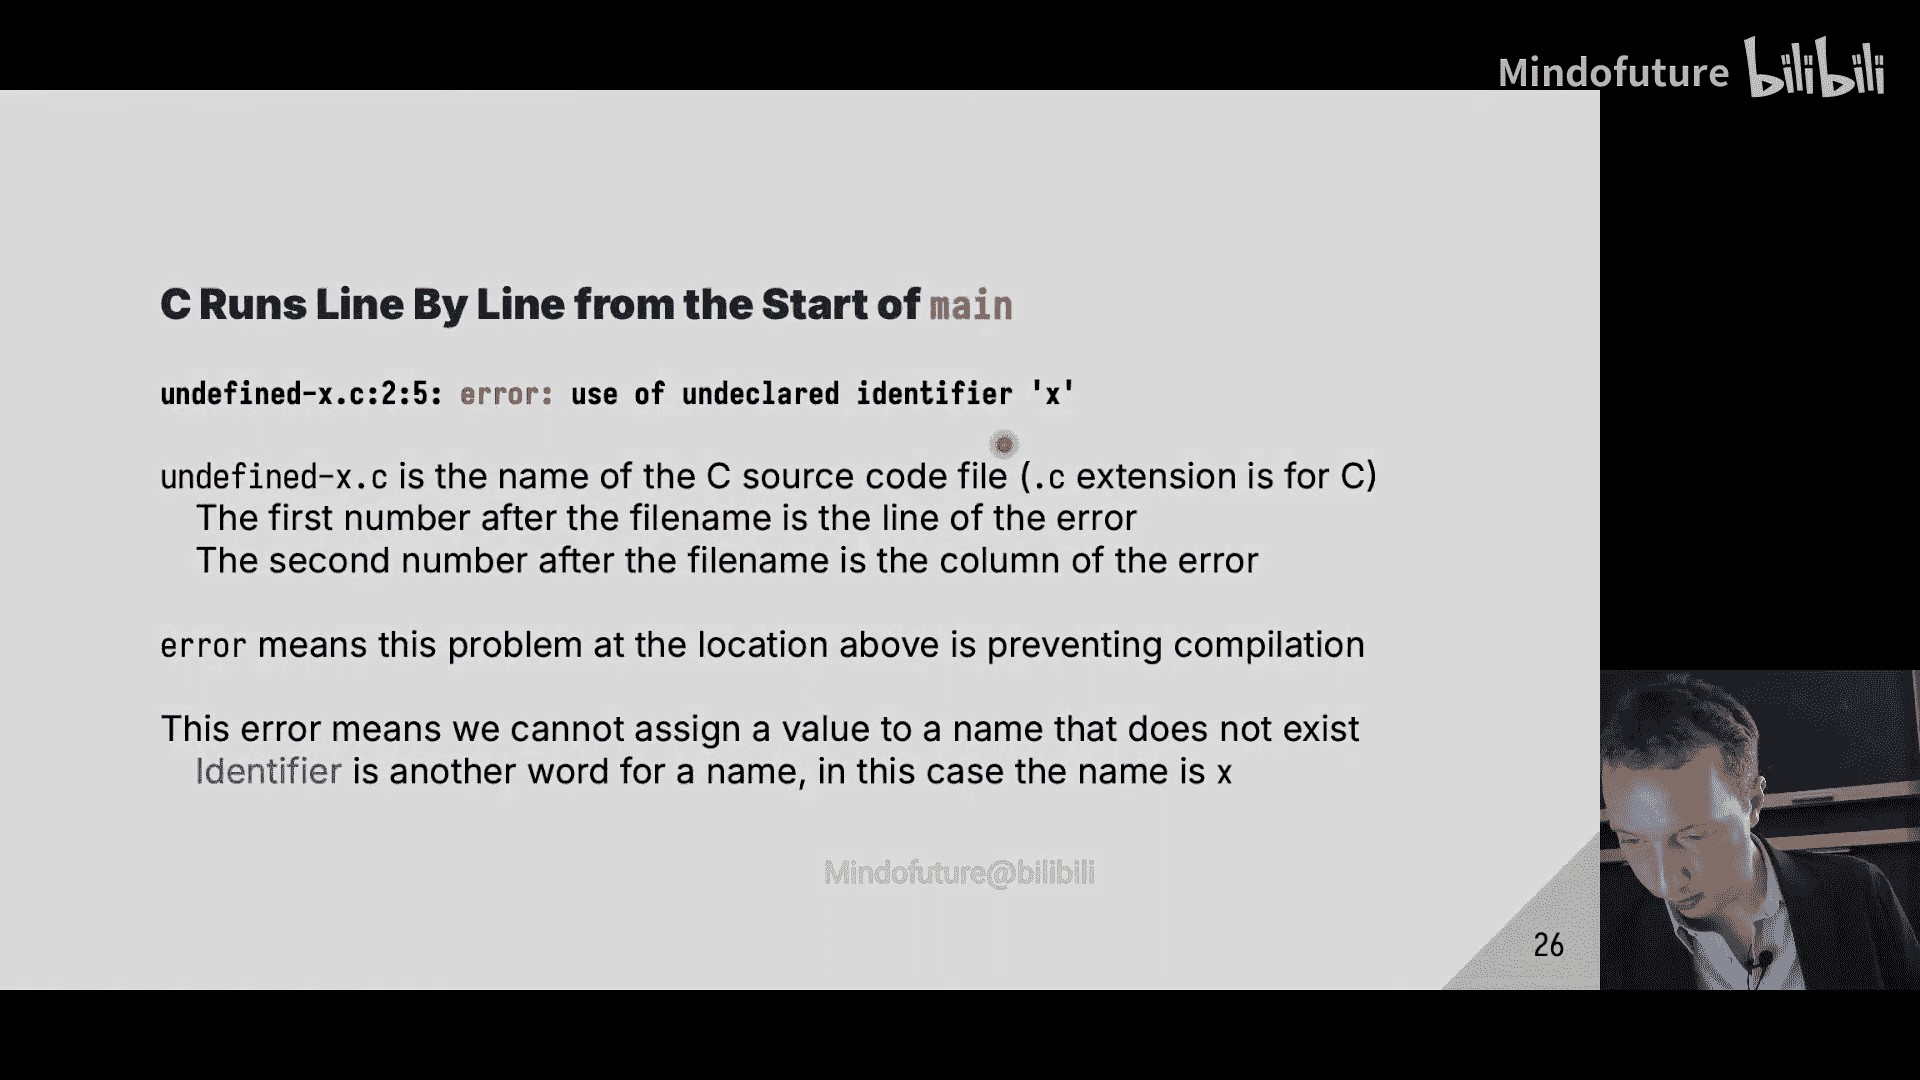 Mindofuture bilibili
C Runs Line By Line from the Start of main
undefined-x.c:2:5: error: use of undeclared identifier 'x'
undefined-x.c is the name of the C source code file (.c extension is for C)
The first number after the filename is the line of the error
The second number after the filename is the column of the error
error means this problem at the location above is preventing compilation
This error means we cannot assign a value to a name that does not exist
Identifier is another word for a name, in this case the name is x
Mindofuture@bilibili
26